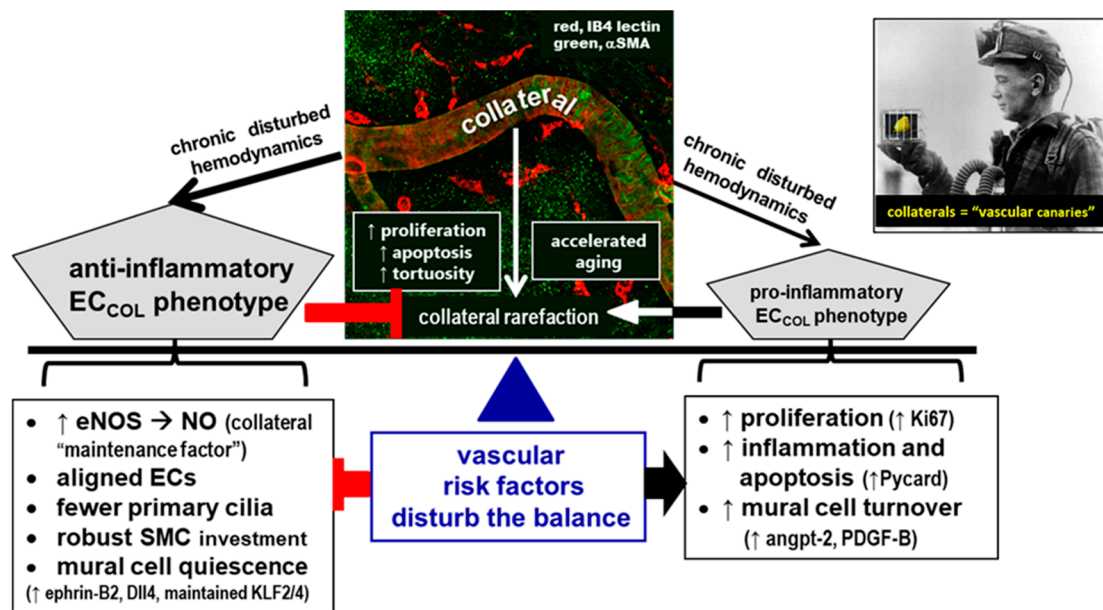 red, IB4 lectin
green, αSMA
collateral
chronic disturbed
hemodynamics
chronic disturbed
hemodynamics
collaterals = “vascular canaries”
↑ proliferation
↑ apoptosis
↑ tortuosity
accelerated
aging
anti-inflammatory
EC_COL phenotype
collateral rarefaction
pro-inflammatory
EC_COL phenotype
• ↑ eNOS → NO (collateral
“maintenance factor”)
• aligned ECs
• fewer primary cilia
• robust SMC investment
• mural cell quiescence
(↑ ephrin-B2, Dll4, maintained KLF2/4)
vascular
risk factors
disturb the balance
• ↑ proliferation (↑ Ki67)
• ↑ inflammation and
apoptosis (↑Pycard)
• ↑ mural cell turnover
(↑ angpt-2, PDGF-B)